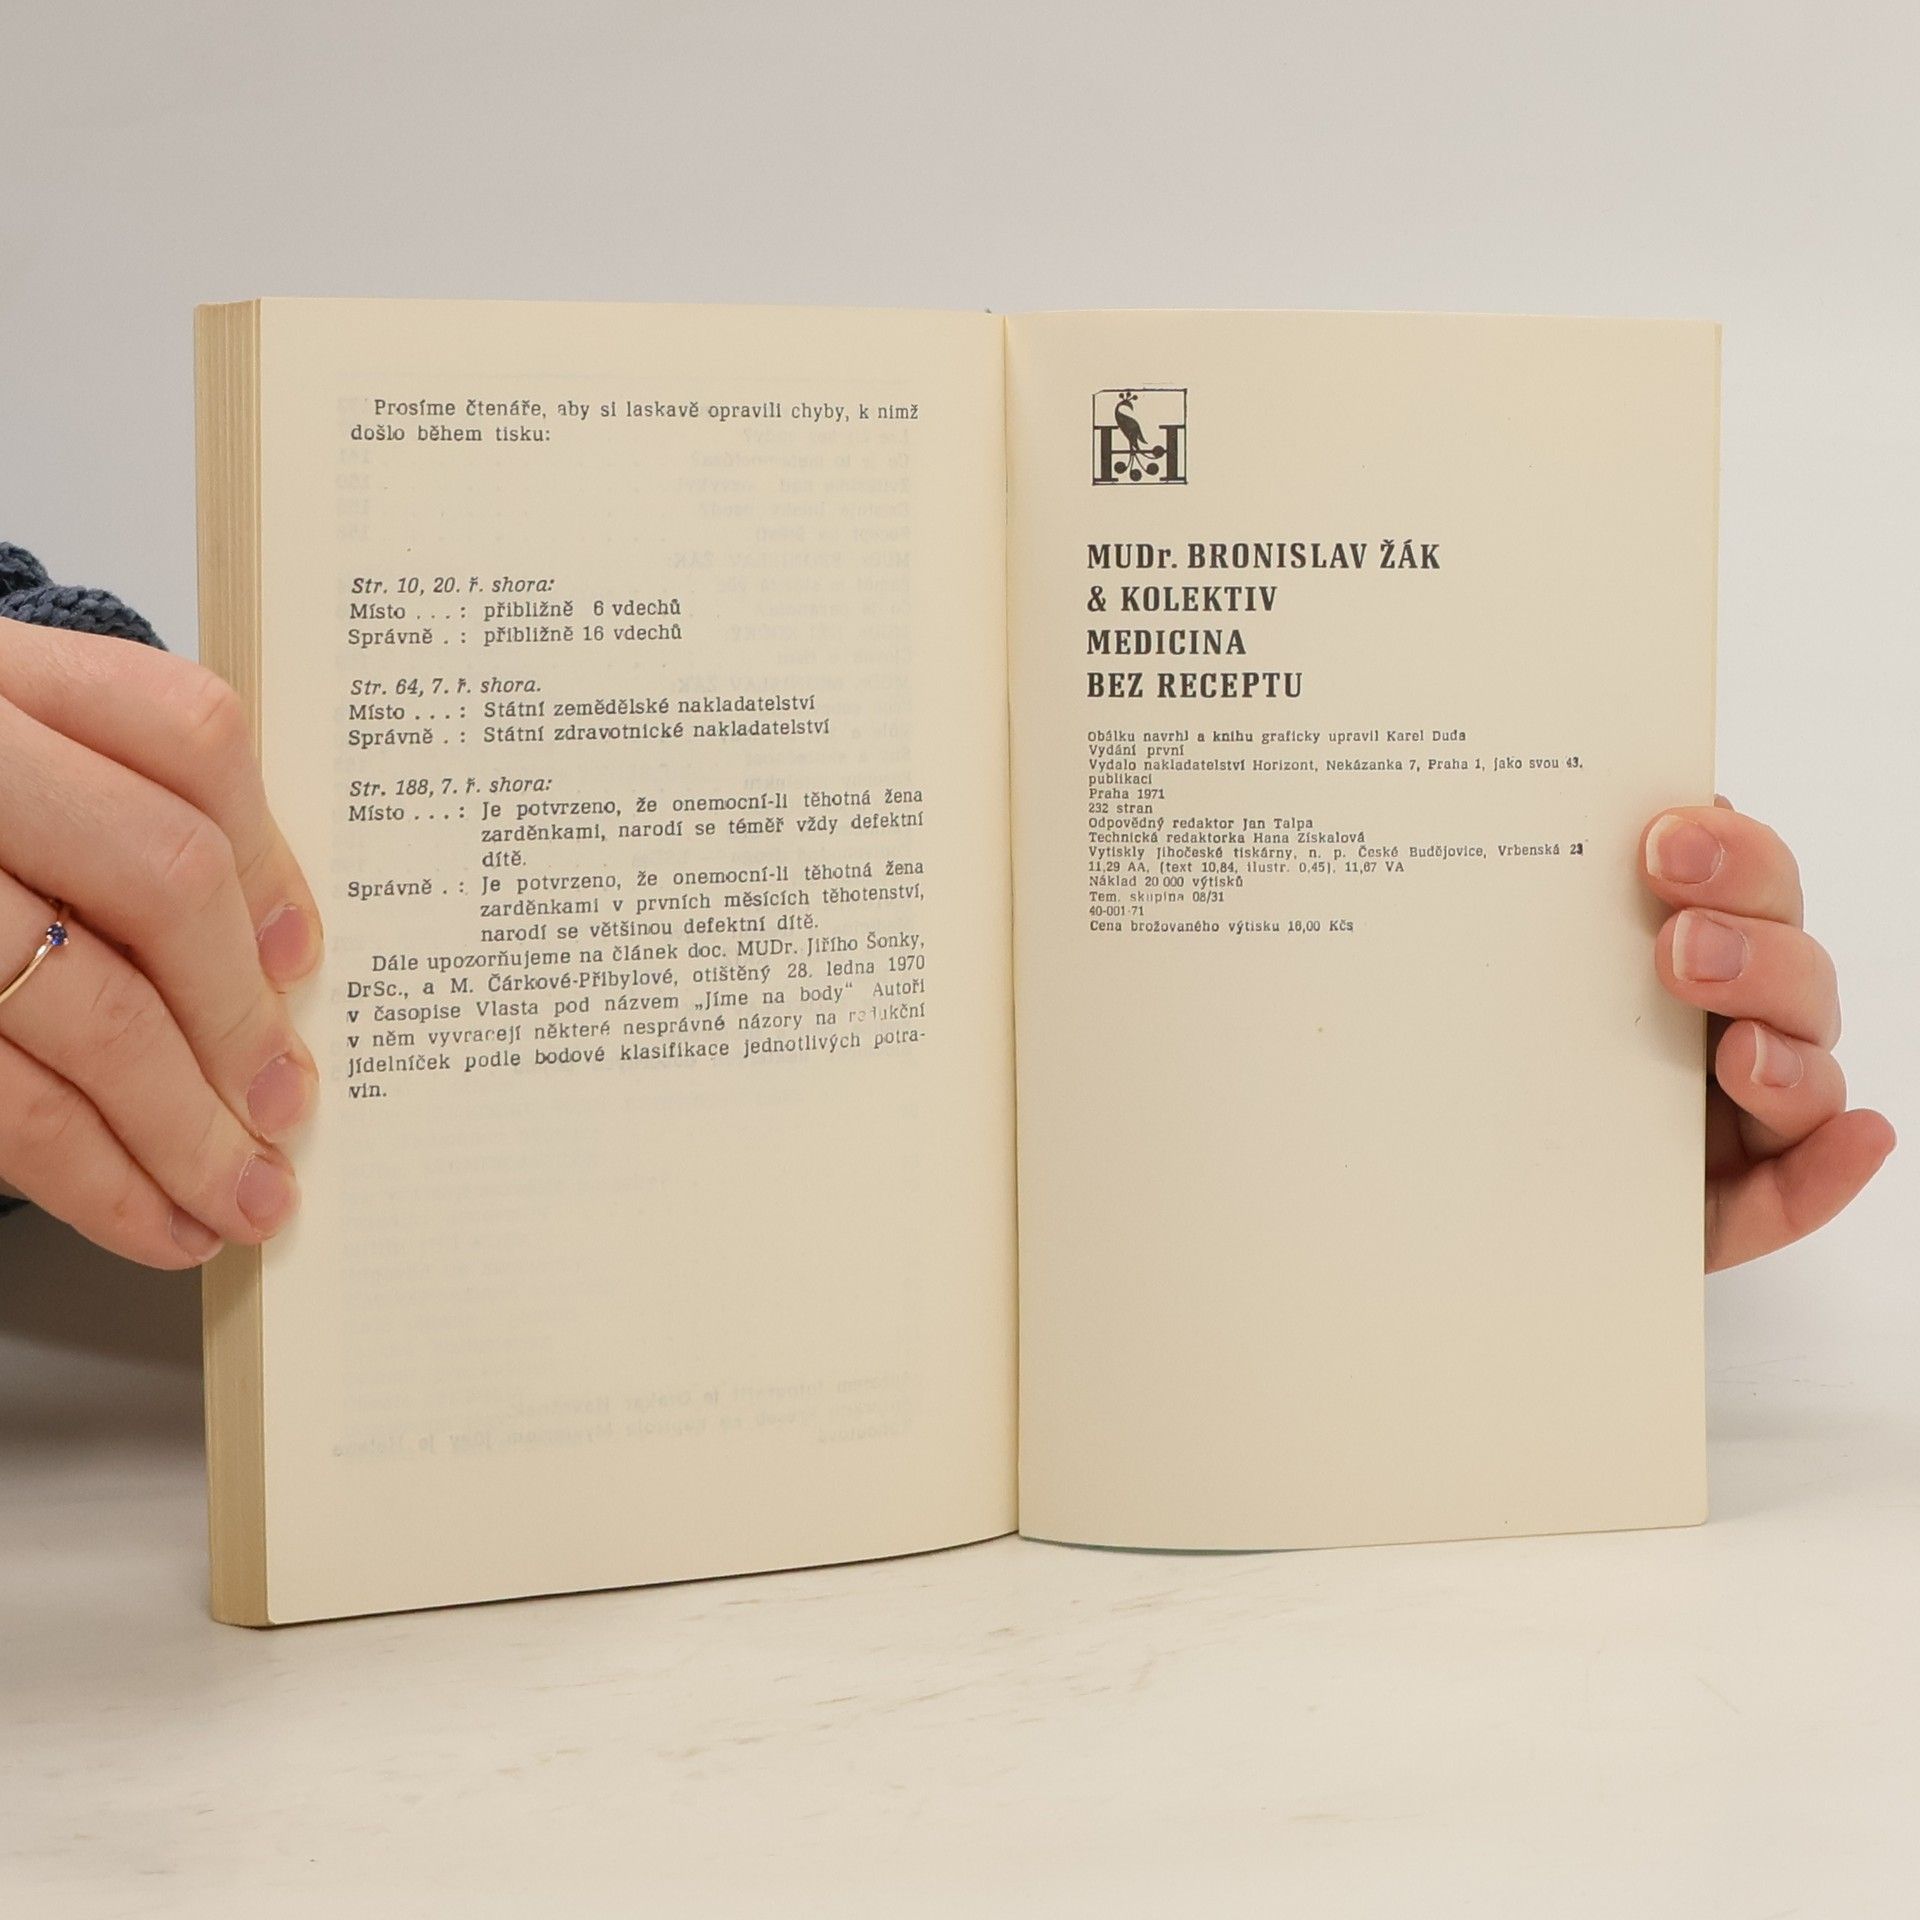 Prosíme čtenáře, aby si laskavě opravili chyby, k nimž
došlo během tisku:
Str. 10, 20. ř. shora:
Místo . . . : přibližně 6 vdechů
Správně . : přibližně 16 vdechů
Str. 64, 7. ř. shora.
Místo . . . : Státní zemědělské nakladatelství
Správně . : Státní zdravotnické nakladatelství
Str. 188, 7. ř. shora:
Místo . . . : Je potvrzeno, že onemocní-li těhotná žena
zarděnkami, narodí se téměř vždy defektní
dítě.
Správně . : Je potvrzeno, že onemocní-li těhotná žena
zarděnkami v prvních měsících těhotenství,
narodí se většinou defektní dítě.
Dále upozorňujeme na článek doc. MUDr. Jiřího Šonky,
DrSc., a M. Čárkové-Přibylové, otištěný 28. ledna 1970
v časopise Vlasta pod názvem „Jíme na body“ Autoři
v něm vyvracejí některé nesprávné názory na redukční
jídelníček podle bodové klasifikace jednotlivých potra-
vin.
H
MUDr. BRONISLAV ŽÁK
& KOLEKTIV
MEDICINA
BEZ RECEPTU
Obálku navrhl a knihu graficky upravil Karel Duda
Vydání první
Vydalo nakladatelství Horizont, Nekázanka 7, Praha 1, jako svou 43.
publikaci
Praha 1971
232 stran
Odpovědný redaktor Jan Talpa
Technická redaktorka Hana Získalová
Vytiskly Jihočeské tiskárny, n. p. České Budějovice, Vrbenská 23
11,29 AA, (text 10,84, ilustr. 0,45). 11,67 VA
Náklad 20 000 výtisků
Tem. skupina 08/31
40-001-71
Cena brožovaného výtisku 16,00 Kčs